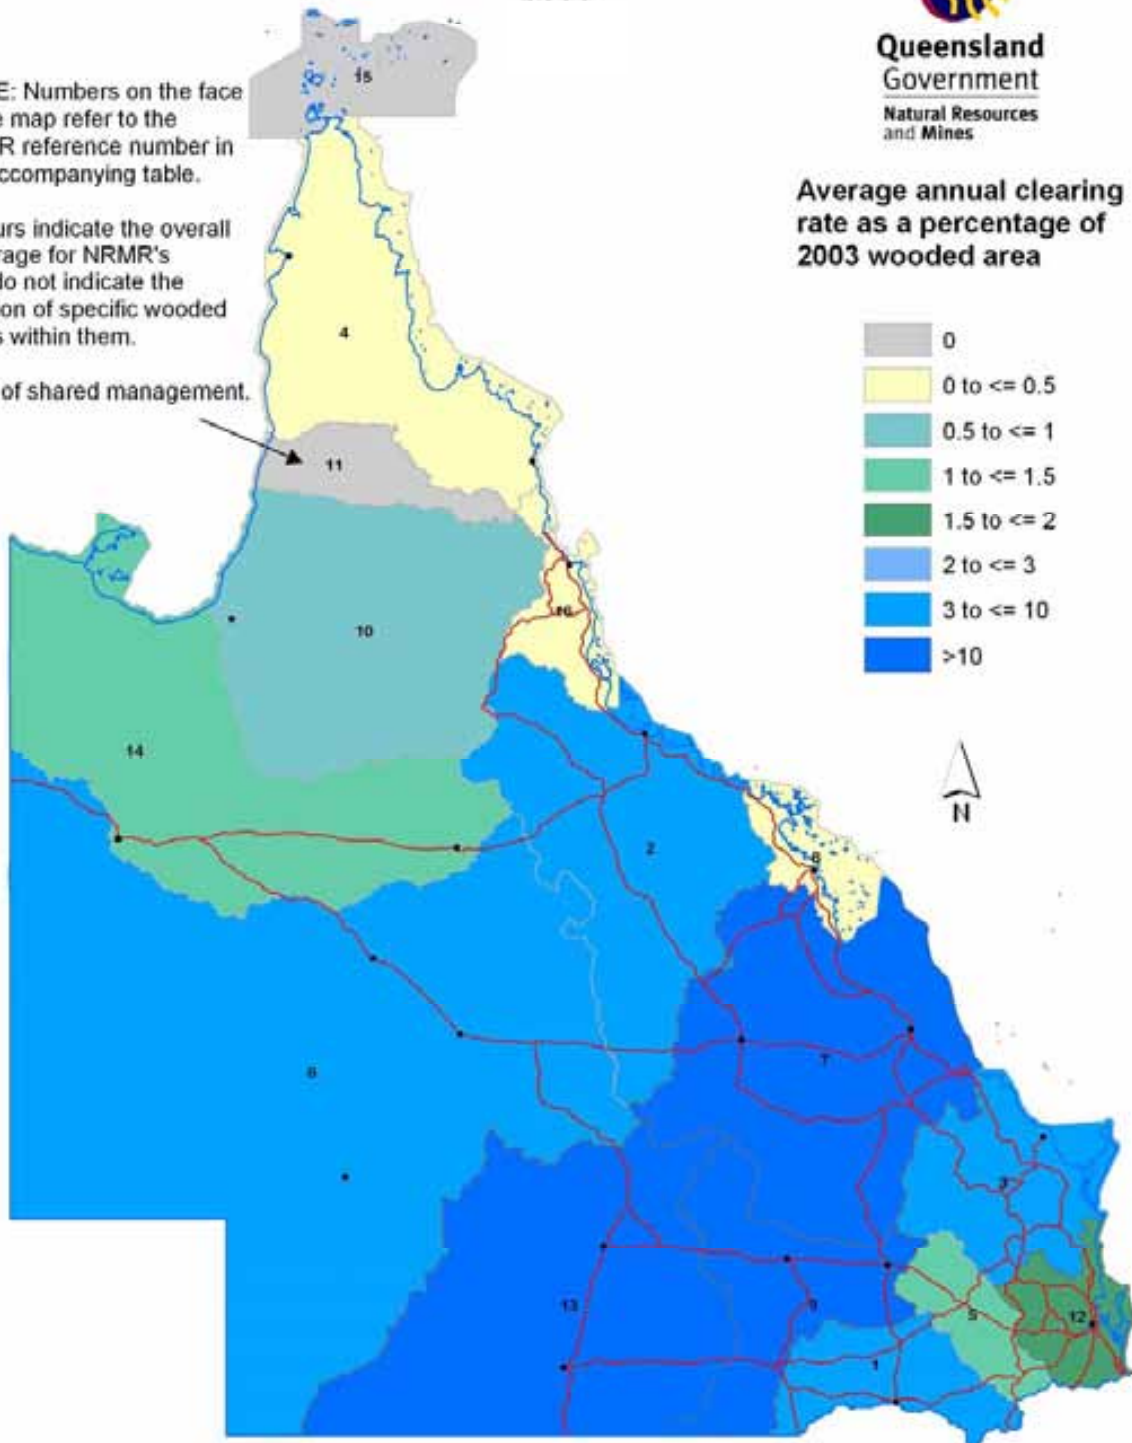 Queensland
Government
Natural Resources
and Mines
E: Numbers on the face
e map refer to the
R reference number in
ccompanying table.
urs indicate the overall
rage for NRMR's
do not indicate the
on of specific wooded
s within them.
of shared management.
Average annual clearing
rate as a percentage of
2003 wooded area
0
0 to <= 0.5
0.5 to <= 1
1 to <= 1.5
1.5 to <= 2
2 to <= 3
3 to <= 10
>10
N
15
4
11
10
16
14
2
7
3
13
5
12
1